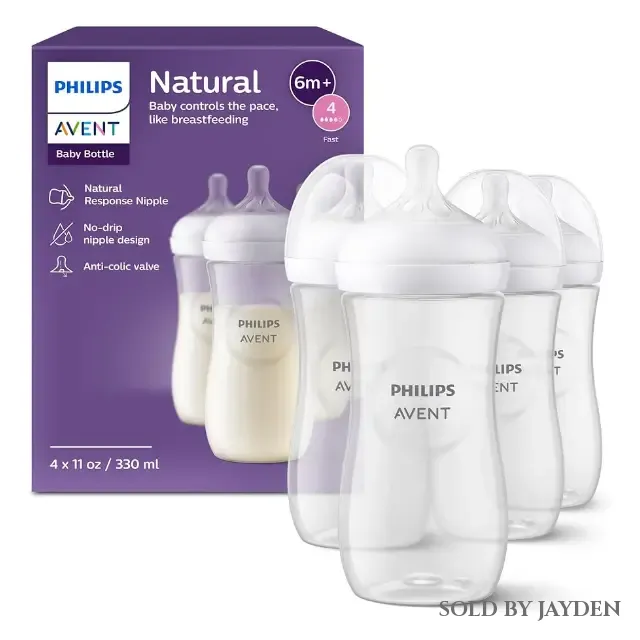 PHILIPS
AVENT
Baby Bottle
Natural
Baby controls the pace,
like breastfeeding
6m+
4
Fast
Natural
Response Nipple
No-drip
nipple design
Anti-colic valve
PHILIPS
AVENT
4 x 11 oz / 330 ml
PHILIPS
AVENT
SOLD BY JAYDEN